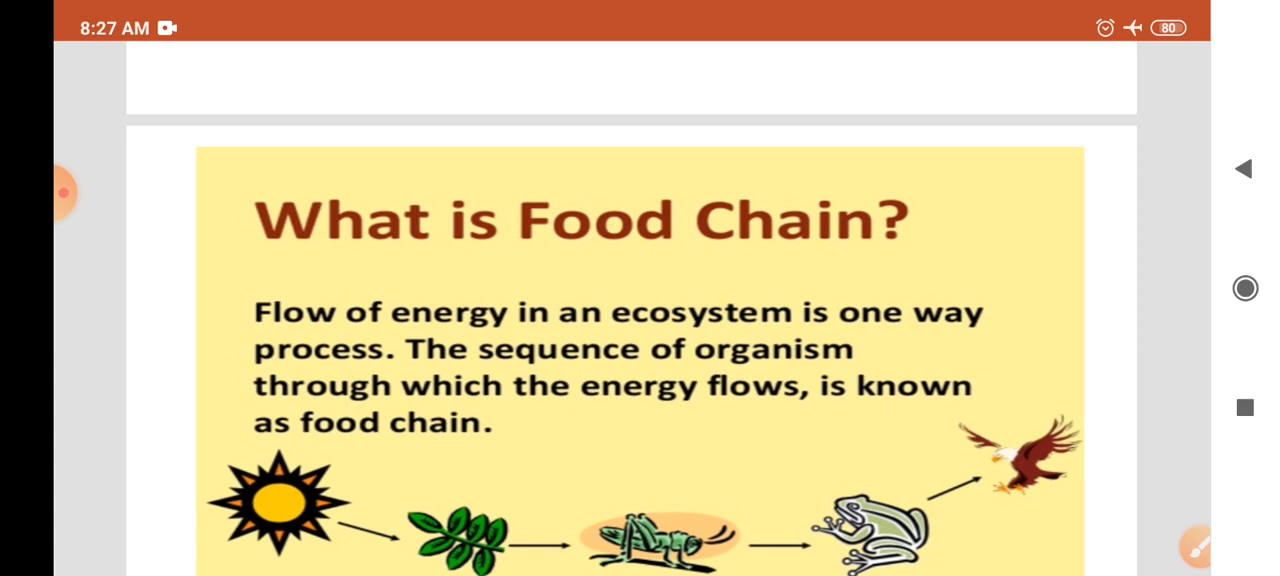 8:27 AM
80
What is Food Chain?
Flow of energy in an ecosystem is one way
process. The sequence of organism
through which the energy flows, is known
as food chain.